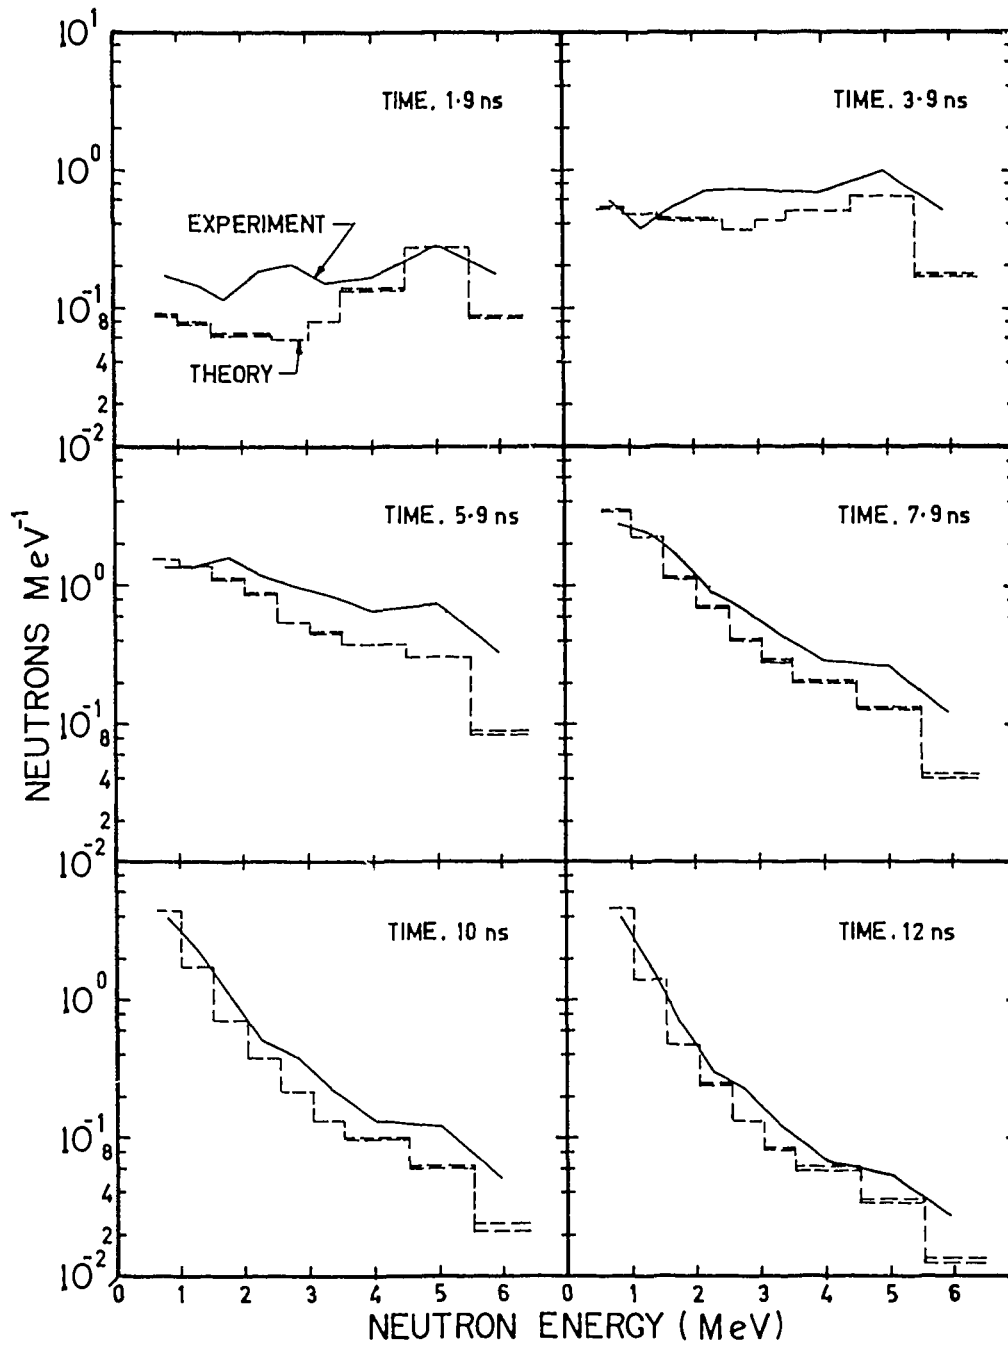 10^1
10^0
10^-1
8
4
2
10^-2
TIME. 1·9 ns
EXPERIMENT
THEORY
TIME. 3·9 ns
10^0
10^-1
8
4
2
10^-2
TIME. 5·9 ns
TIME. 7·9 ns
10^0
10^-1
8
4
2
10^-2
TIME. 10 ns
TIME. 12 ns
0 1 2 3 4 5 6 0 1 2 3 4 5 6
NEUTRONS MeV^-1
NEUTRON ENERGY (MeV)